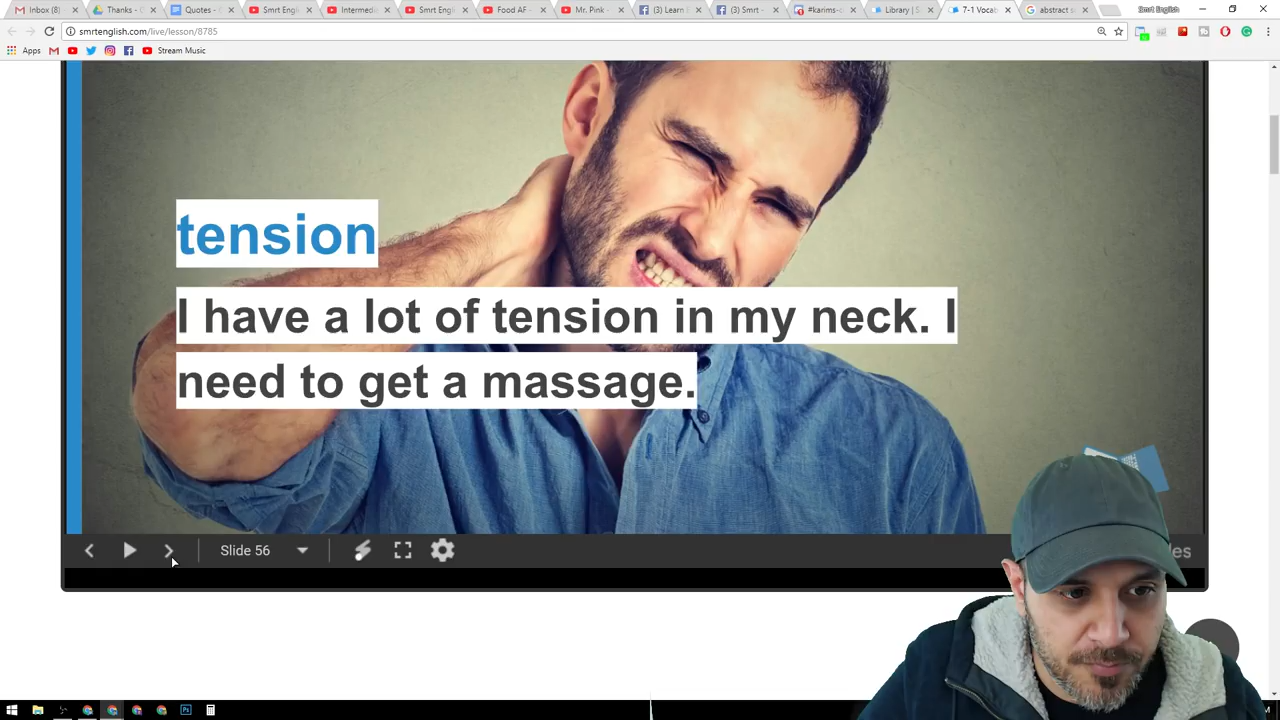 Inbox (8)
Thanks - G
Quotes - G
Smrt Engl
Intermedia
Smrt Engli
Food AF -
Mr. Pink -
(3) Learn E
(3) Smrt -
#karims-c
Library | S
7-1 Vocab
abstract s
Smrt English
smrtenglish.com/live/lesson/8785
Apps
Stream Music
tension
I have a lot of tension in my neck. I
need to get a massage.
Slide 56